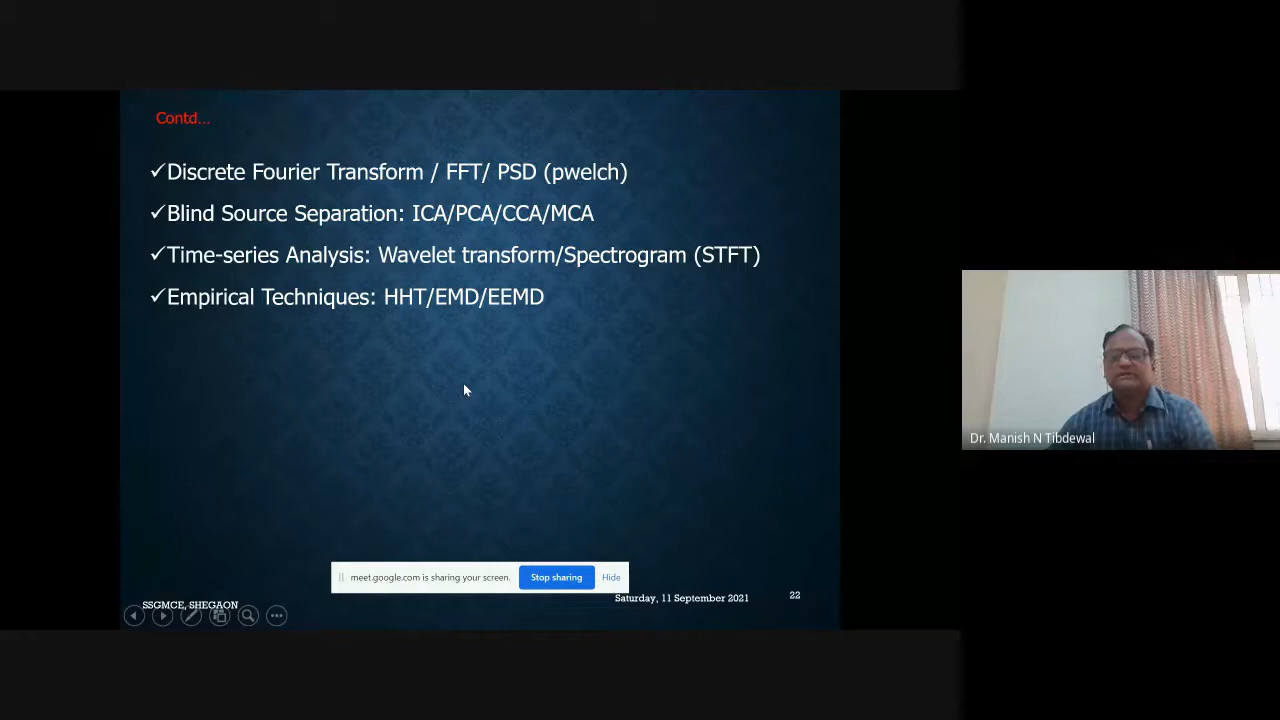 Contd...
✓Discrete Fourier Transform / FFT/ PSD (pwelch)
✓Blind Source Separation: ICA/PCA/CCA/MCA
✓Time-series Analysis: Wavelet transform/Spectrogram (STFT)
✓Empirical Techniques: HHT/EMD/EEMD
Dr. Manish N Tibdewal
meet.google.com is sharing your screen.
Stop sharing
Hide
SSGMCE, SHEGAON
Saturday, 11 September 2021
22